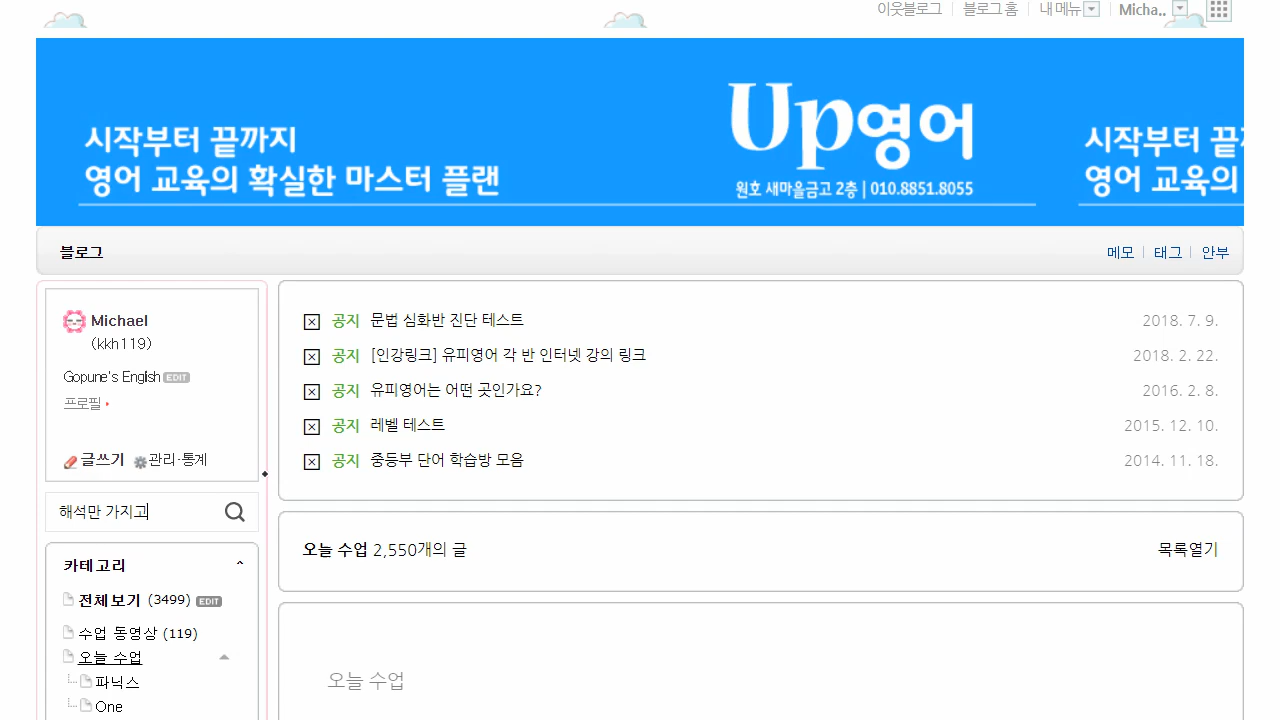 이웃블로그 블로그 홈 내 메뉴 Micha..
시작부터 끝까지
영어 교육의 확실한 마스터 플랜
Up영어
원호 새마을금고 2층 | 010.8851.8055
시작부터 끝
영어 교육의
블로그
메모 태그 안부
Michael
(kkh119)
Gopune's English EDIT
프로필
글쓰기 관리·통계
해석만 가지고
카테고리
전체보기 (3499) EDIT
수업 동영상 (119)
오늘 수업
파닉스
One
공지 문법 심화반 진단 테스트 2018. 7. 9.
공지 [인강링크] 유피영어 각 반 인터넷 강의 링크 2018. 2. 22.
공지 유피영어는 어떤 곳인가요? 2016. 2. 8.
공지 레벨 테스트 2015. 12. 10.
공지 중등부 단어 학습방 모음 2014. 11. 18.
오늘 수업 2,550개의 글 목록열기
오늘 수업